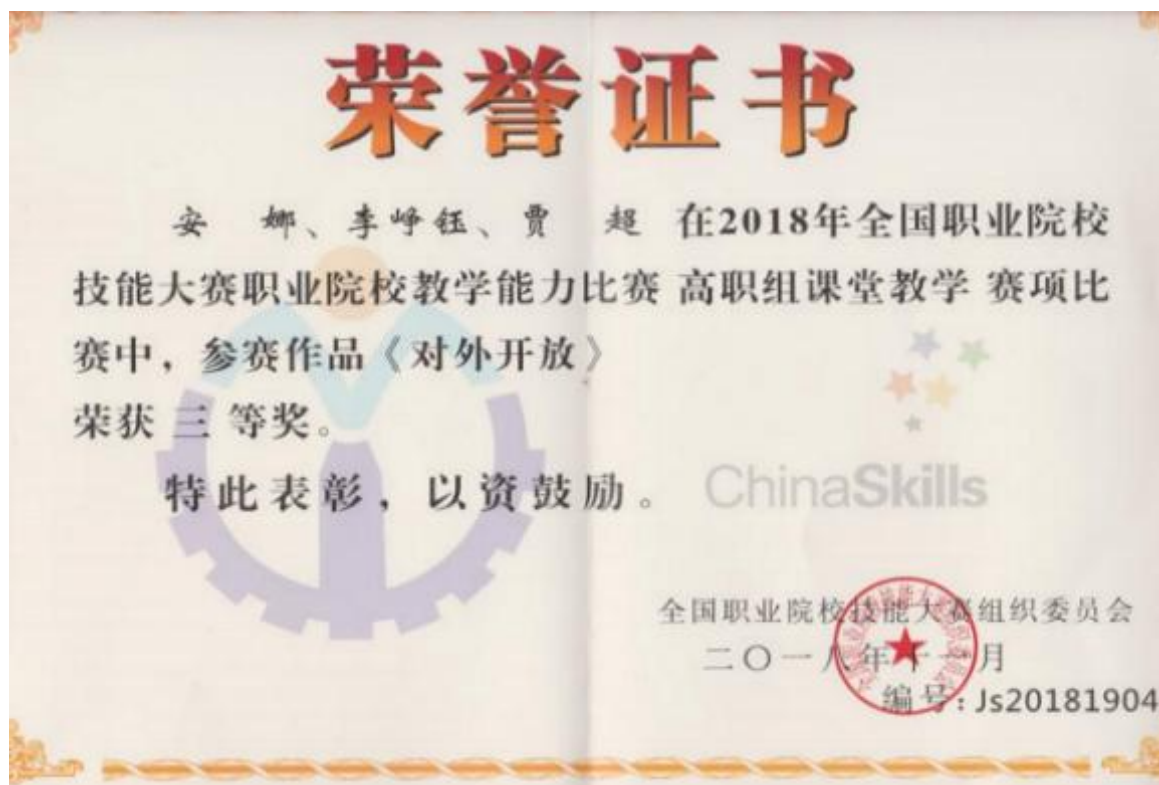 荣誉证书
安 娜、李峥钰、贾 超 在2018年全国职业院校
技能大赛职业院校教学能力比赛 高职组课堂教学 赛项比
赛中，参赛作品《对外开放》
荣获 三 等奖。
特此表彰，以资鼓励。
ChinaSkills
全国职业院校技能大赛组织委员会
二〇一八年十一月
编号：Js20181904